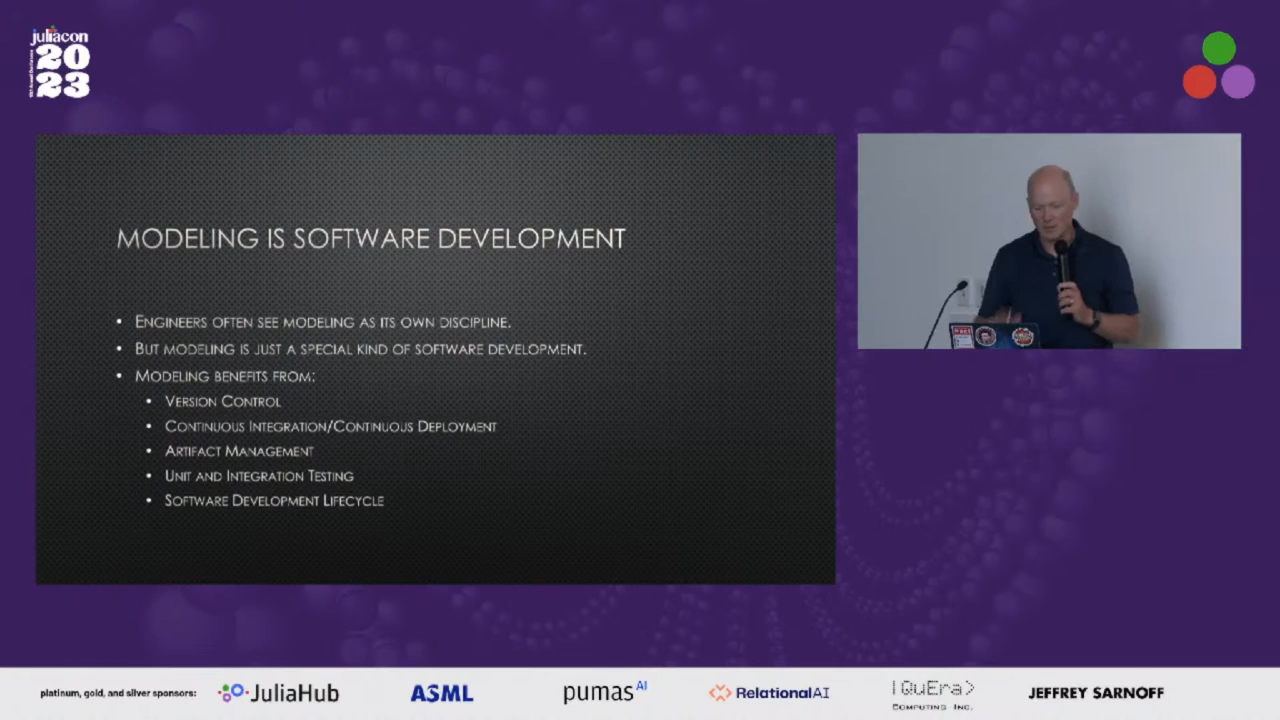 juliacon
20
23
MODELING IS SOFTWARE DEVELOPMENT
• ENGINEERS OFTEN SEE MODELING AS ITS OWN DISCIPLINE.
• BUT MODELING IS JUST A SPECIAL KIND OF SOFTWARE DEVELOPMENT.
• MODELING BENEFITS FROM:
• VERSION CONTROL
• CONTINUOUS INTEGRATION/CONTINUOUS DEPLOYMENT
• ARTIFACT MANAGEMENT
• UNIT AND INTEGRATION TESTING
• SOFTWARE DEVELOPMENT LIFECYCLE
platinum, gold, and silver sponsors:
JuliaHub
ASML
pumas AI
RelationalAI
|QuEra>
COMPUTING INC.
JEFFREY SARNOFF